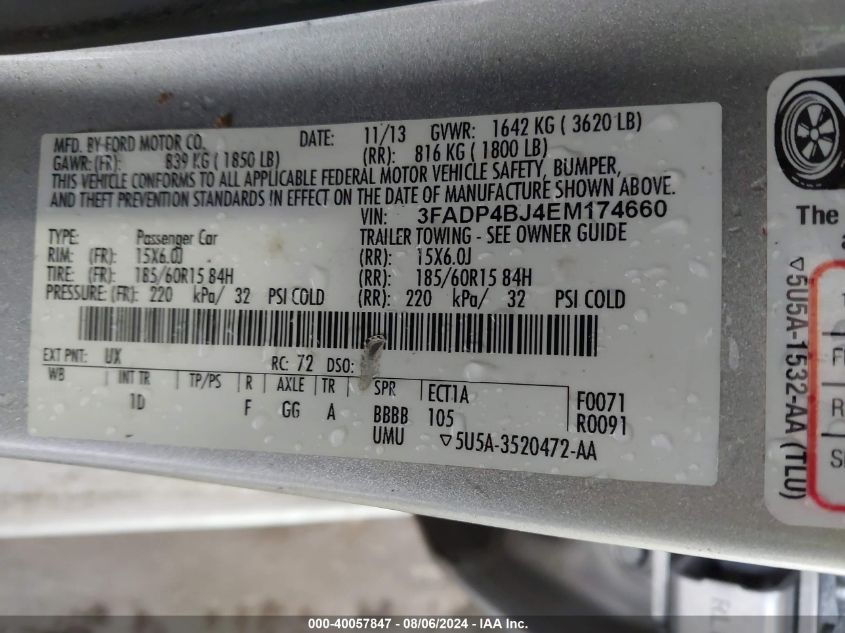 MFD. BY FORD MOTOR CO. DATE: 11/13 GVWR: 1642 KG ( 3620 LB)
GAWR: (FR): 839 KG ( 1850 LB) (RR): 816 KG ( 1800 LB)
THIS VEHICLE CONFORMS TO ALL APPLICABLE FEDERAL MOTOR VEHICLE SAFETY, BUMPER,
AND THEFT PREVENTION STANDARDS IN EFFECT ON THE DATE OF MANUFACTURE SHOWN ABOVE.
VIN: 3FADP4BJ4EM174660
TYPE: Passenger Car TRAILER TOWING - SEE OWNER GUIDE
RIM: (FR): 15X6.0J (RR): 15X6.0J
TIRE: (FR): 185/60R15 84H (RR): 185/60R15 84H
PRESSURE: (FR): 220 kPa/ 32 PSI COLD (RR): 220 kPa/ 32 PSI COLD
EXT PNT: UX RC: 72 DSO:
WB INT TR TP/PS R AXLE TR SPR ECT1A F0071
1D F GG A BBBB 105 R0091
UMU ▽5U5A-3520472-AA
The
▽5U5A-1532-AA (TLU)
000-40057847 - 08/06/2024 - IAA Inc.